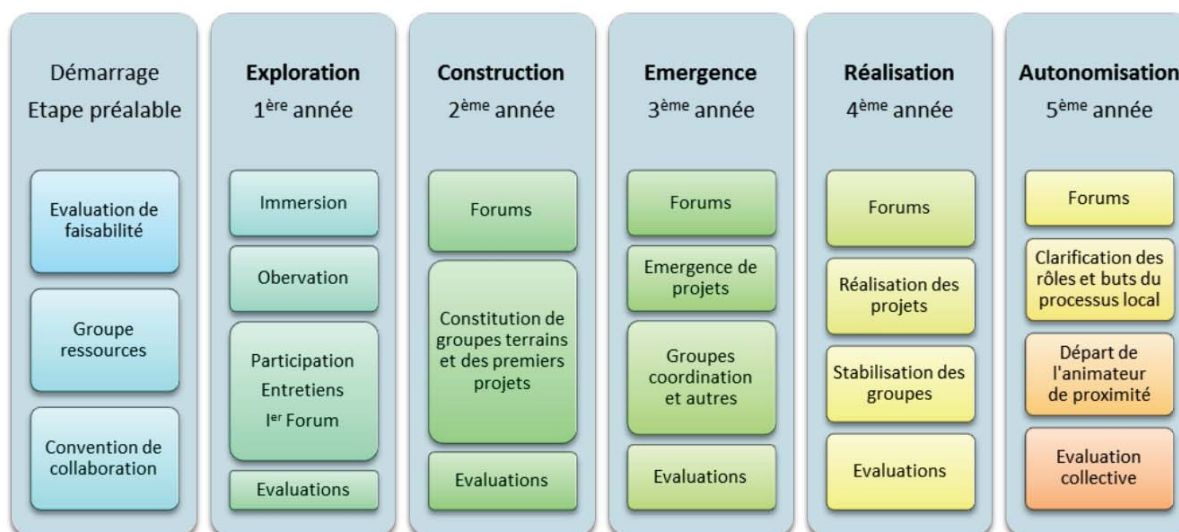 Démarrage
Etape préalable
Evaluation de
faisabilité
Groupe
ressources
Convention de
collaboration
Exploration
1ère année
Immersion
Obervation
Participation
Entretiens
Ier Forum
Evaluations
Construction
2ème année
Forums
Constitution de
groupes terrains
et des premiers
projets
Evaluations
Emergence
3ème année
Forums
Emergence de
projets
Groupes
coordination
et autres
Evaluations
Réalisation
4ème année
Forums
Réalisation des
projets
Stabilisation des
groupes
Evaluations
Autonomisation
5ème année
Forums
Clarification des
rôles et buts du
processus local
Départ de
l'animateur
de proximité
Evaluation
collective